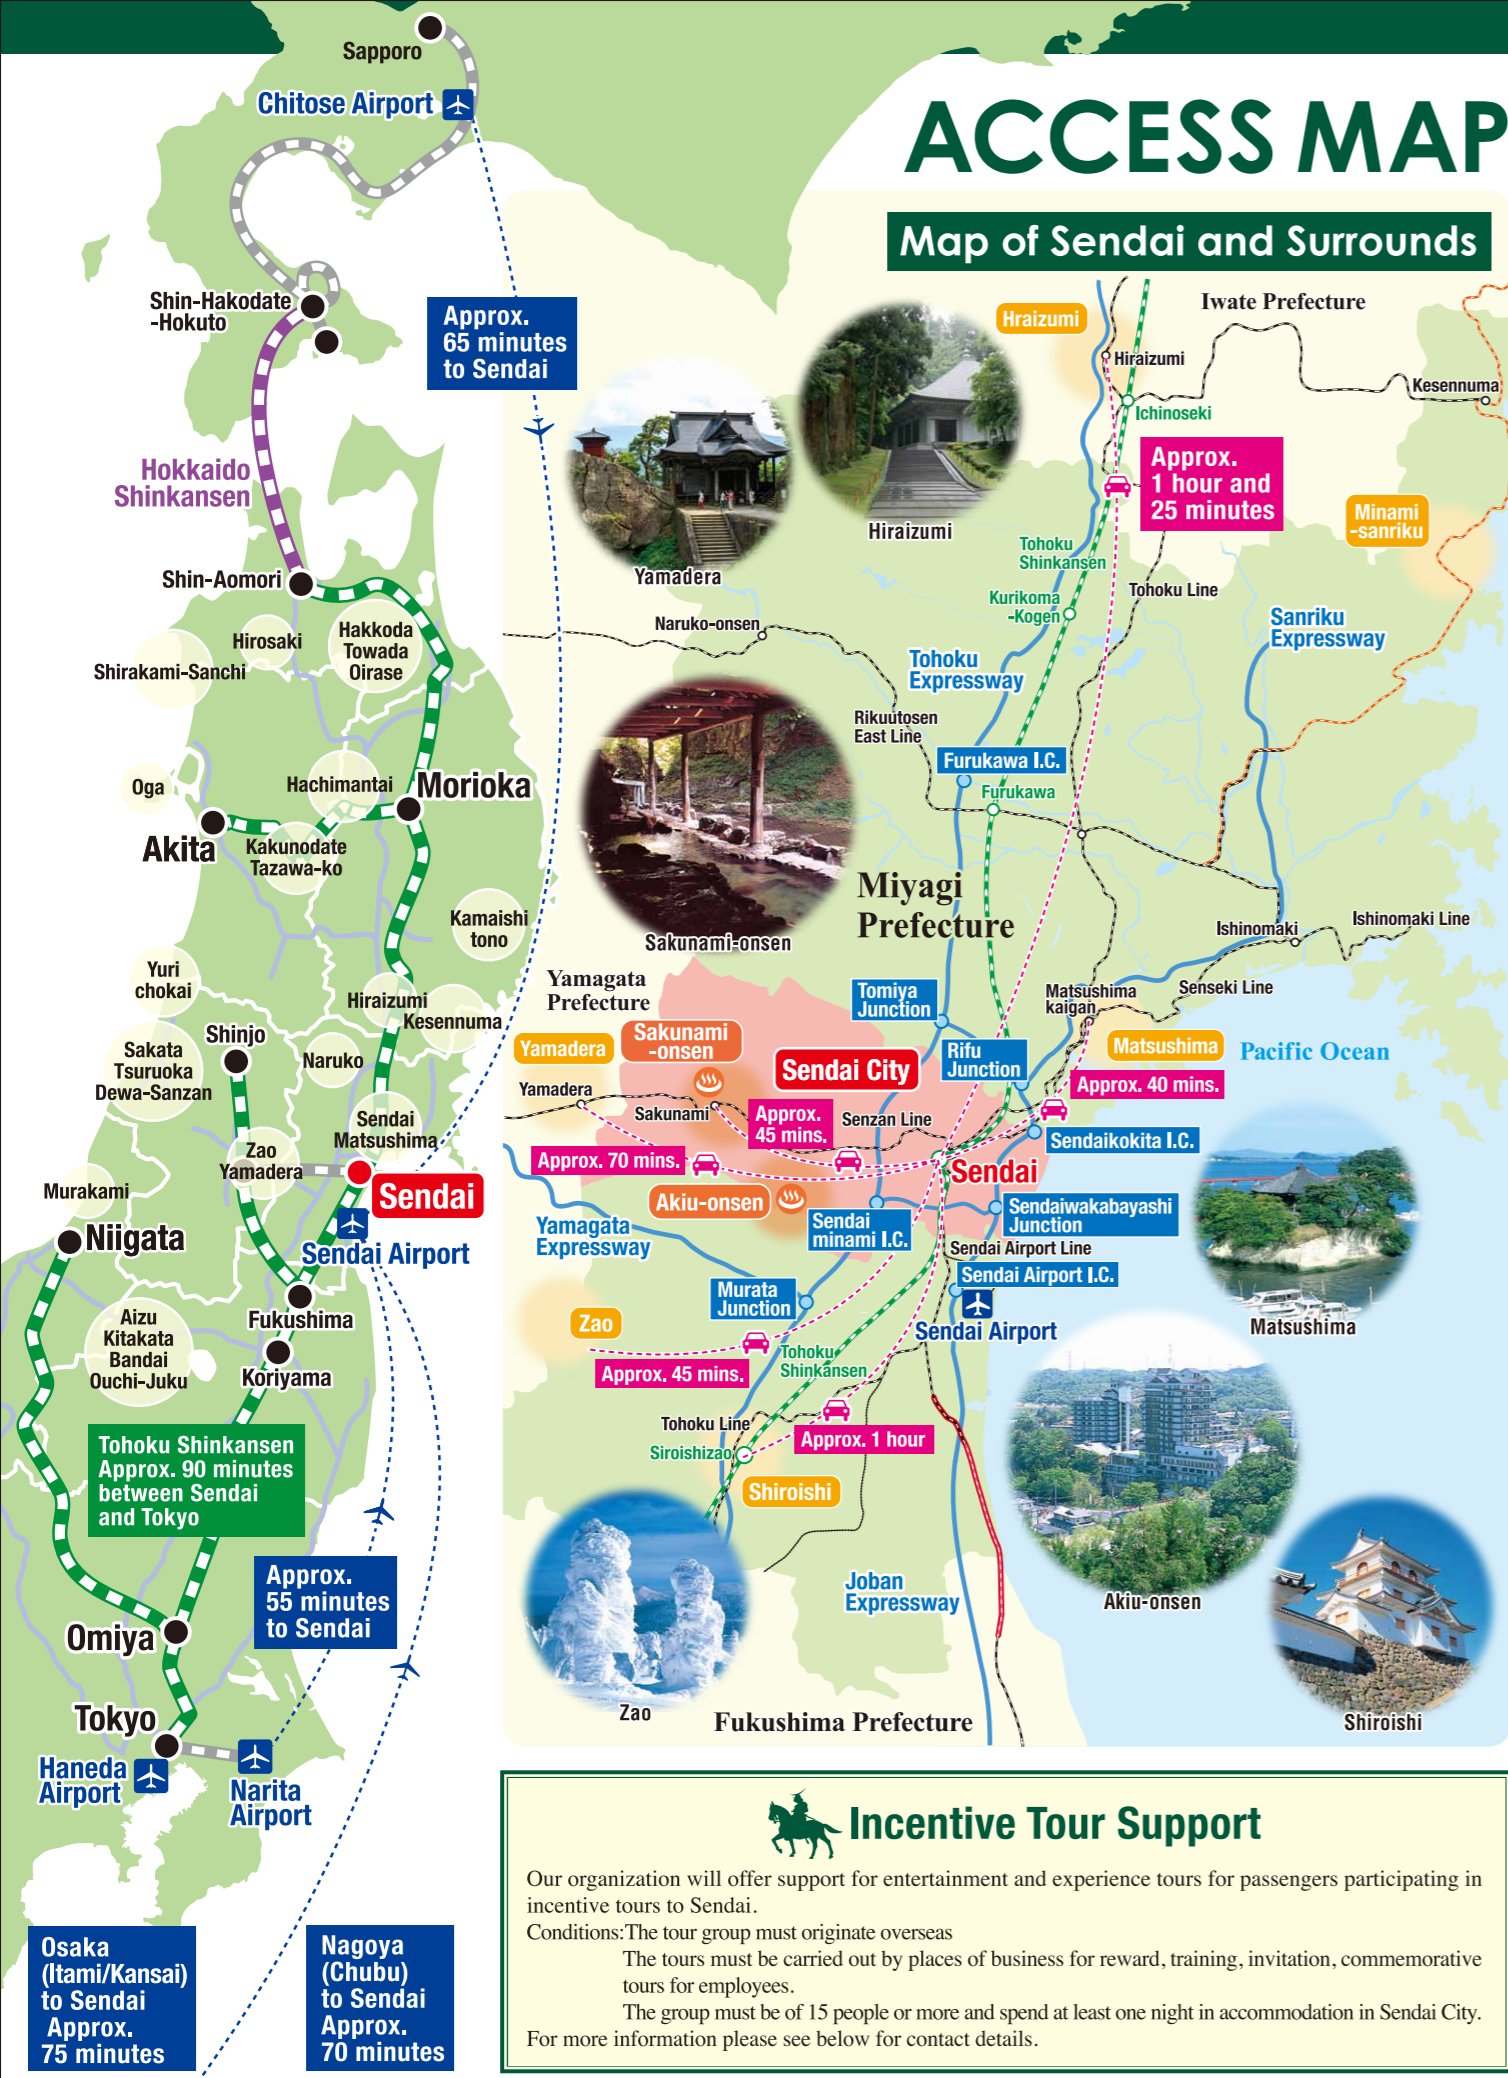 ACCESS MAP
Sapporo
Chitose Airport
Shin-Hakodate
-Hokuto
Approx.
65 minutes
to Sendai
Hokkaido
Shinkansen
Shin-Aomori
Hirosaki
Hakkoda
Towada
Oirase
Shirakami-Sanchi
Oga
Hachimantai
Morioka
Akita
Kakunodate
Tazawa-ko
Kamaishi
tono
Yuri
chokai
Hiraizumi
Kesennuma
Shinjo
Sakata
Tsuruoka
Dewa-Sanzan
Naruko
Sendai
Matsushima
Zao
Yamadera
Murakami
Sendai
Niigata
Sendai Airport
Aizu
Kitakata
Bandai
Ouchi-Juku
Fukushima
Koriyama
Tohoku Shinkansen
Approx. 90 minutes
between Sendai
and Tokyo
Approx.
55 minutes
to Sendai
Omiya
Tokyo
Haneda
Airport
Narita
Airport
Osaka
(Itami/Kansai)
to Sendai
Approx.
75 minutes
Nagoya
(Chubu)
to Sendai
Approx.
70 minutes
Map of Sendai and Surrounds
Iwate Prefecture
Hraizumi
Hiraizumi
Kesennuma
Ichinoseki
Approx.
1 hour and
25 minutes
Minami
-sanriku
Hiraizumi
Yamadera
Tohoku
Shinkansen
Tohoku Line
Kurikoma
-Kogen
Naruko-onsen
Sanriku
Expressway
Tohoku
Expressway
Rikuutosen
East Line
Furukawa I.C.
Furukawa
Miyagi
Prefecture
Sakunami-onsen
Ishinomaki
Ishinomaki Line
Yamagata
Prefecture
Tomiya
Junction
Matsushima
kaigan
Senseki Line
Yamadera
Sakunami
-onsen
Sendai City
Rifu
Junction
Matsushima
Pacific Ocean
Approx. 40 mins.
Yamadera
Sakunami
Approx.
45 mins.
Senzan Line
Sendaikokita I.C.
Approx. 70 mins.
Sendai
Akiu-onsen
Sendai
minami I.C.
Sendaiwakabayashi
Junction
Yamagata
Expressway
Sendai Airport Line
Sendai Airport I.C.
Murata
Junction
Sendai Airport
Matsushima
Zao
Tohoku
Shinkansen
Approx. 45 mins.
Tohoku Line
Approx. 1 hour
Siroishizao
Shiroishi
Joban
Expressway
Akiu-onsen
Zao
Fukushima Prefecture
Shiroishi
Incentive Tour Support
Our organization will offer support for entertainment and experience tours for passengers participating in
incentive tours to Sendai.
Conditions:The tour group must originate overseas
The tours must be carried out by places of business for reward, training, invitation, commemorative
tours for employees.
The group must be of 15 people or more and spend at least one night in accommodation in Sendai City.
For more information please see below for contact details.